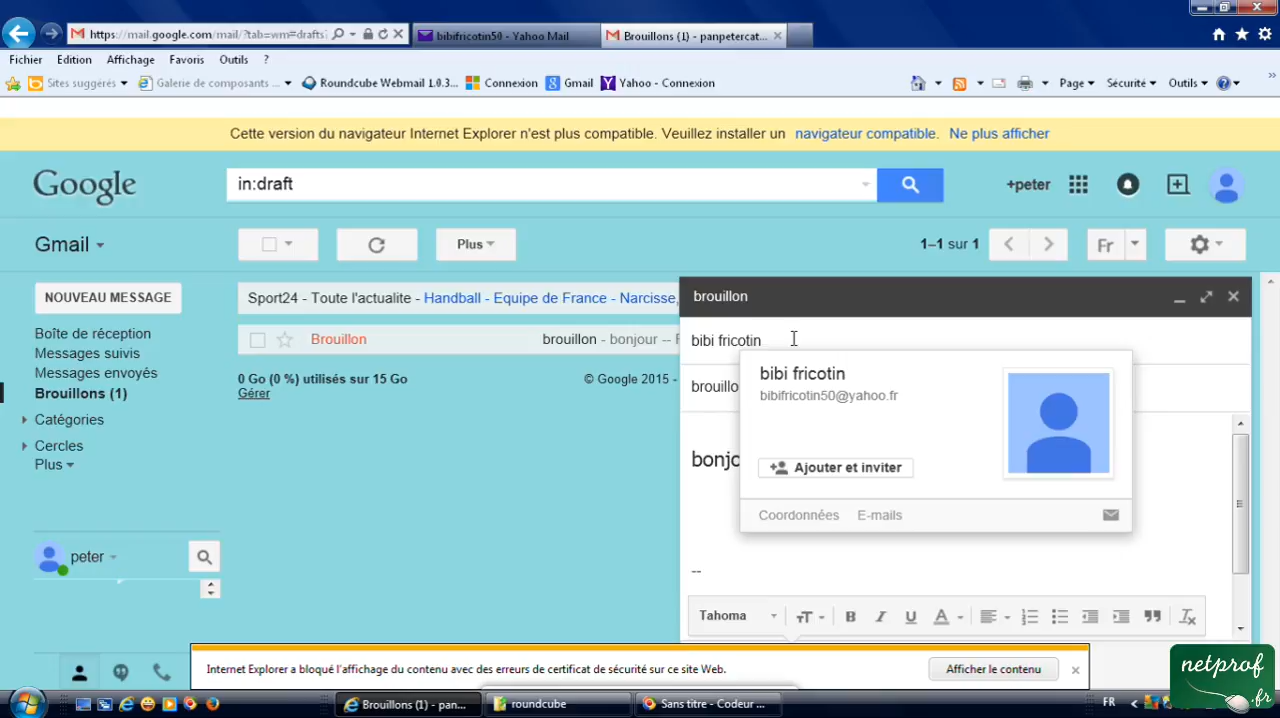 https://mail.google.com/mail/?tab=wm#drafts
bibifricotin50 - Yahoo Mail
Brouillons (1) - panpetercat...
Fichier Edition Affichage Favoris Outils ?
Sites suggérés Galerie de composants ... Roundcube Webmail 1.0.3... Connexion Gmail Yahoo - Connexion Page Sécurité Outils
Cette version du navigateur Internet Explorer n'est plus compatible. Veuillez installer un navigateur compatible. Ne plus afficher
Google in:draft +peter
Gmail Plus 1–1 sur 1 Fr
NOUVEAU MESSAGE
Sport24 - Toute l'actualite - Handball - Equipe de France - Narcisse,
brouillon
Boîte de réception
Messages suivis
Messages envoyés
Brouillons (1)
Catégories
Cercles
Plus
Brouillon brouillon - bonjour --
0 Go (0 %) utilisés sur 15 Go
Gérer
© Google 2015 -
bibi fricotin
brouillo
bonjo
bibi fricotin
bibifricotin50@yahoo.fr
Ajouter et inviter
Coordonnées E-mails
--
Tahoma
peter
Internet Explorer a bloqué l'affichage du contenu avec des erreurs de certificat de sécurité sur ce site Web.
Afficher le contenu
Brouillons (1) - pan... roundcube Sans titre - Codeur ... FR
netprof
.fr